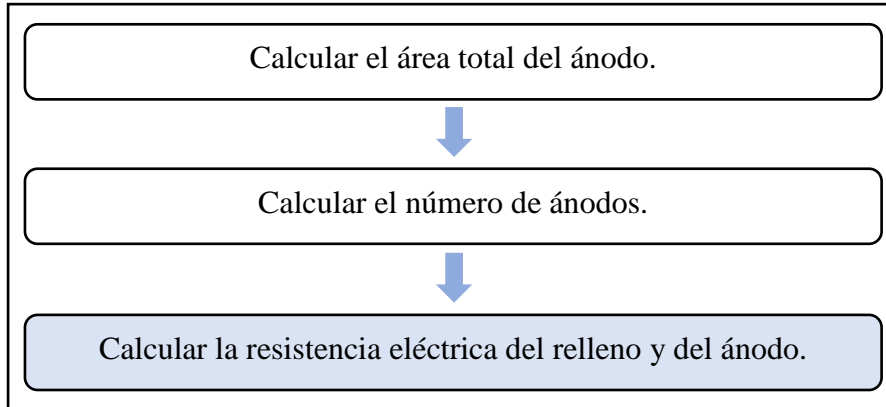 Calcular el área total del ánodo.
Calcular el número de ánodos.
Calcular la resistencia eléctrica del relleno y del ánodo.